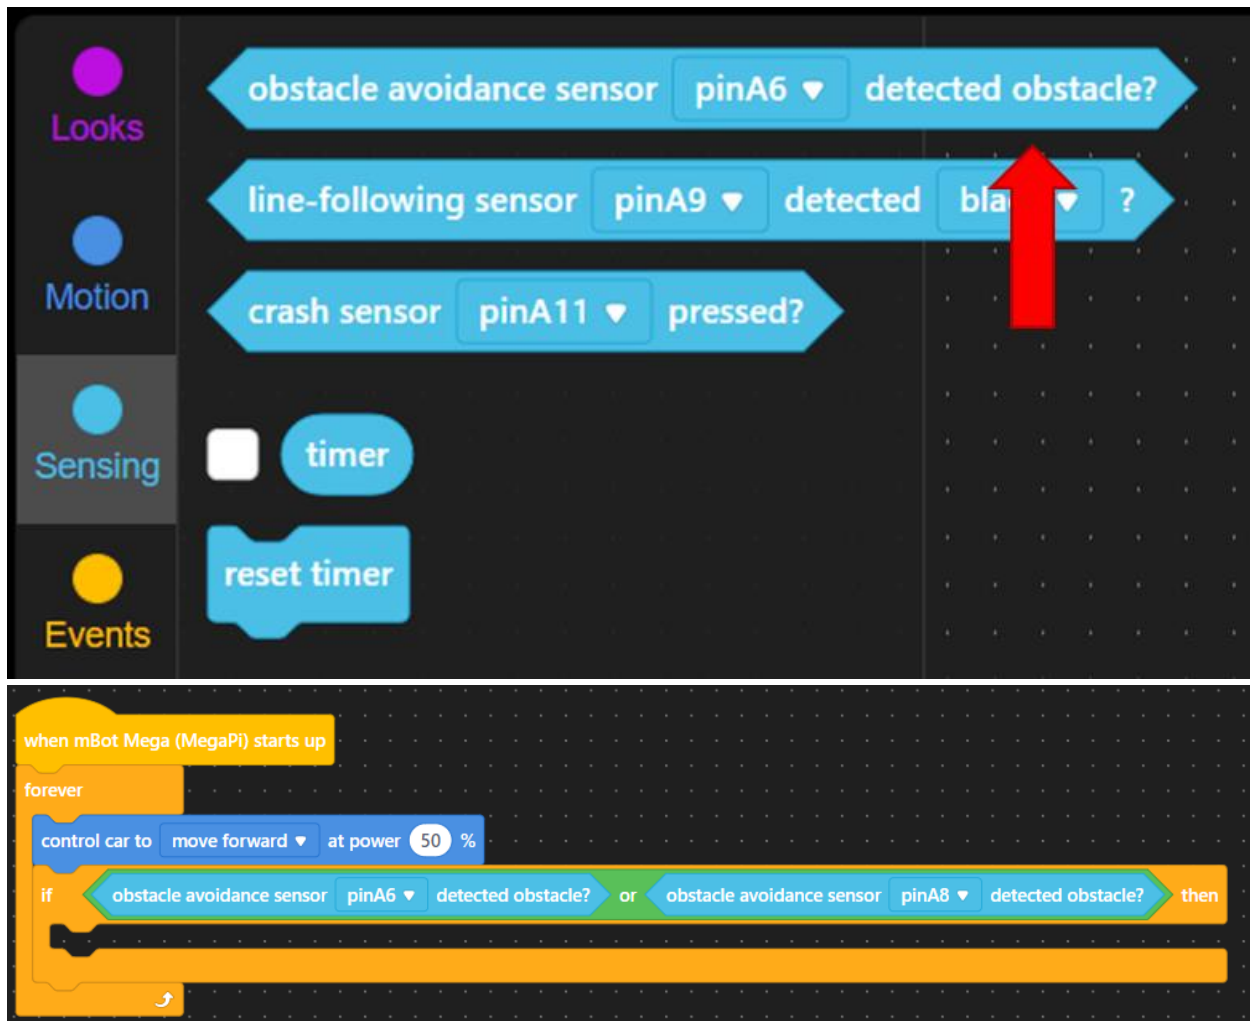 Looks
Motion
Sensing
Events
obstacle avoidance sensor pinA6 detected obstacle?
line-following sensor pinA9 detected ?
crash sensor pinA11 pressed?
timer
reset timer
when mBot Mega (MegaPi) starts up
forever
control car to move forward at power 50 %
if obstacle avoidance sensor pinA6 detected obstacle? or obstacle avoidance sensor pinA8 detected obstacle? then